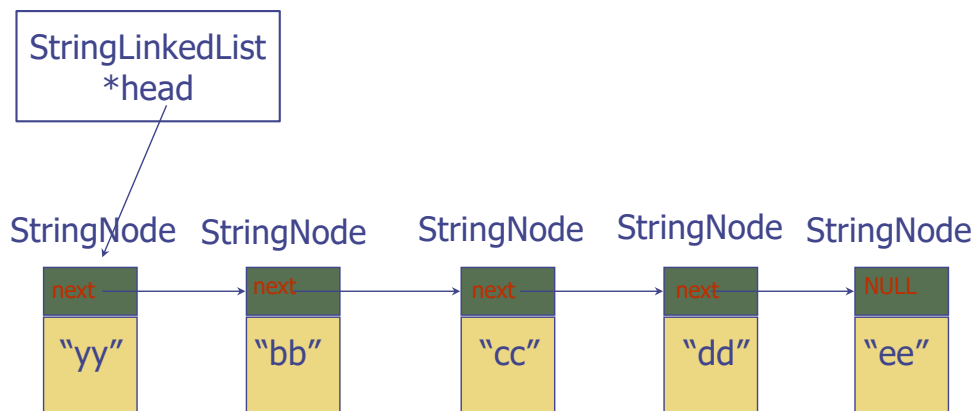 StringLinkedList
*head
StringNode StringNode StringNode StringNode StringNode
next next next next NULL
“yy” “bb” “cc” “dd” “ee”